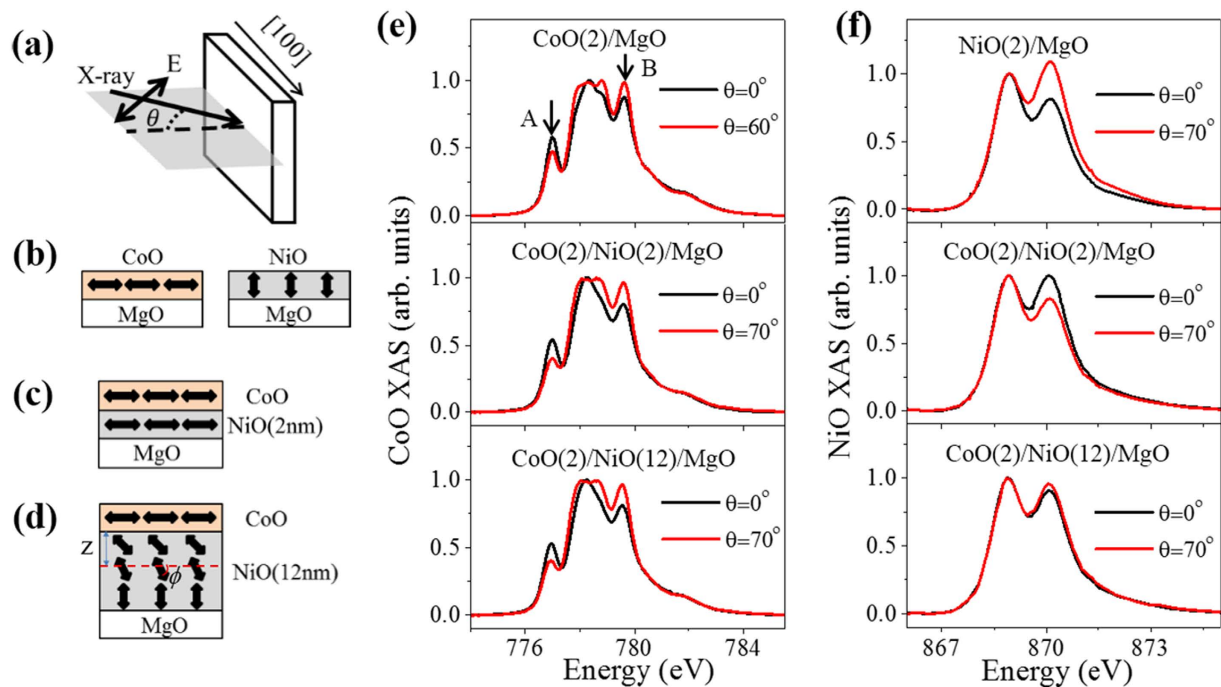 (a)
[100]
X-ray
E
θ
(b)
CoO
NiO
MgO
MgO
(c)
CoO
NiO(2nm)
MgO
(d)
CoO
z
NiO(12nm)
ϕ
MgO
(e)
CoO XAS (arb. units)
CoO(2)/MgO
A
B
θ=0°
θ=60°
1.0
0.5
0.0
CoO(2)/NiO(2)/MgO
θ=0°
θ=70°
1.0
0.5
0.0
CoO(2)/NiO(12)/MgO
θ=0°
θ=70°
1.0
0.5
0.0
776 780 784
Energy (eV)
(f)
NiO XAS (arb. units)
NiO(2)/MgO
θ=0°
θ=70°
1.0
0.5
0.0
CoO(2)/NiO(2)/MgO
θ=0°
θ=70°
1.0
0.5
0.0
CoO(2)/NiO(12)/MgO
θ=0°
θ=70°
1.0
0.5
0.0
867 870 873
Energy (eV)